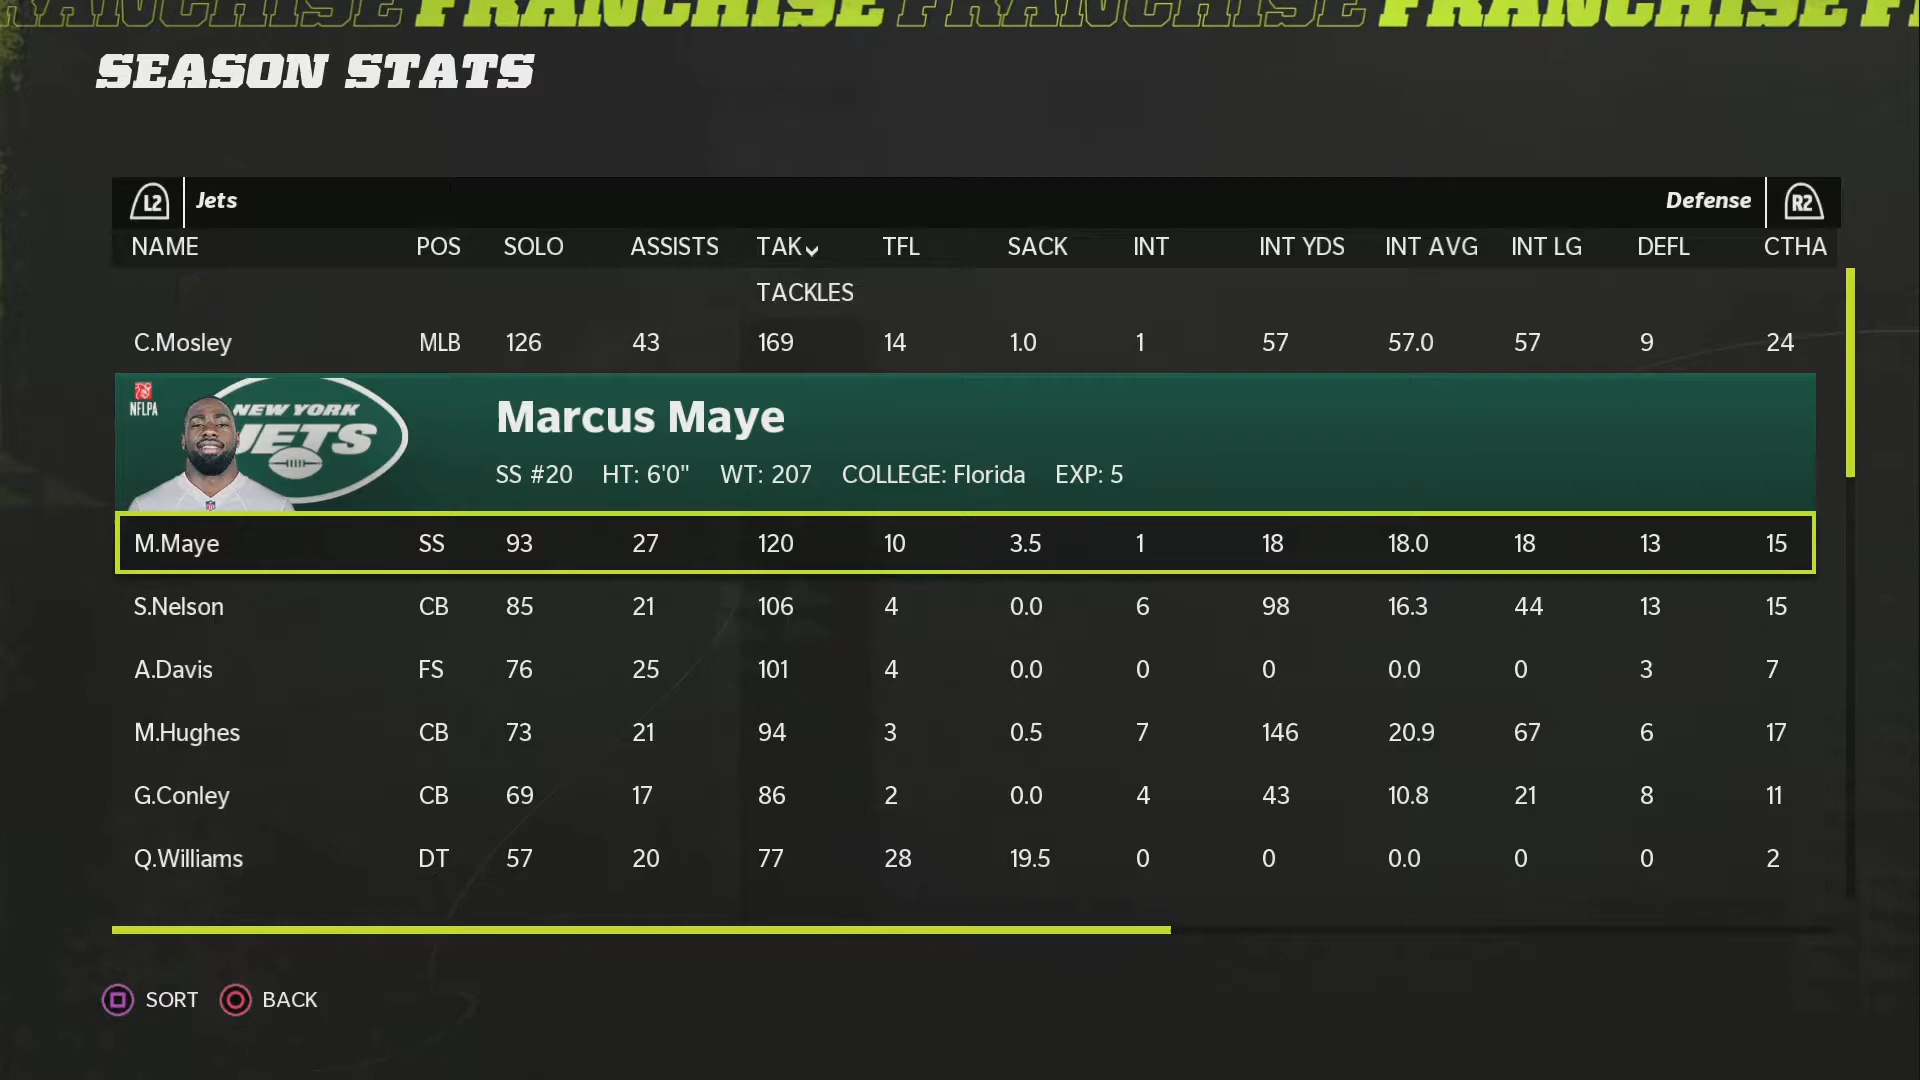 FRANCHISE FRANCHISE FRANCHISE FRANCHISE F
SEASON STATS
L2 Jets Defense R2
NAME POS SOLO ASSISTS TAK TFL SACK INT INT YDS INT AVG INT LG DEFL CTHA
TACKLES
C.Mosley MLB 126 43 169 14 1.0 1 57 57.0 57 9 24
NFLPA
NEW YORK
JETS
Marcus Maye
SS #20 HT: 6'0" WT: 207 COLLEGE: Florida EXP: 5
M.Maye SS 93 27 120 10 3.5 1 18 18.0 18 13 15
S.Nelson CB 85 21 106 4 0.0 6 98 16.3 44 13 15
A.Davis FS 76 25 101 4 0.0 0 0 0.0 0 3 7
M.Hughes CB 73 21 94 3 0.5 7 146 20.9 67 6 17
G.Conley CB 69 17 86 2 0.0 4 43 10.8 21 8 11
Q.Williams DT 57 20 77 28 19.5 0 0 0.0 0 0 2
SORT BACK